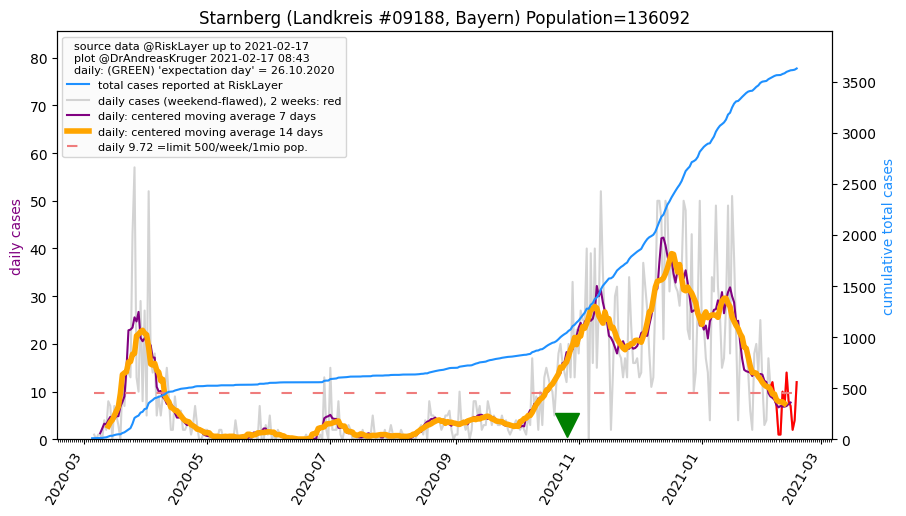 Starnberg (Landkreis #09188, Bayern) Population=136092
source data @RiskLayer up to 2021-02-17
plot @DrAndreasKruger 2021-02-17 08:43
daily: (GREEN) 'expectation day' = 26.10.2020
total cases reported at RiskLayer
daily cases (weekend-flawed), 2 weeks: red
daily: centered moving average 7 days
daily: centered moving average 14 days
daily 9.72 =limit 500/week/1mio pop.
daily cases
80
70
60
50
40
30
20
10
0
cumulative total cases
3500
3000
2500
2000
1500
1000
500
0
2020-03
2020-05
2020-07
2020-09
2020-11
2021-01
2021-03